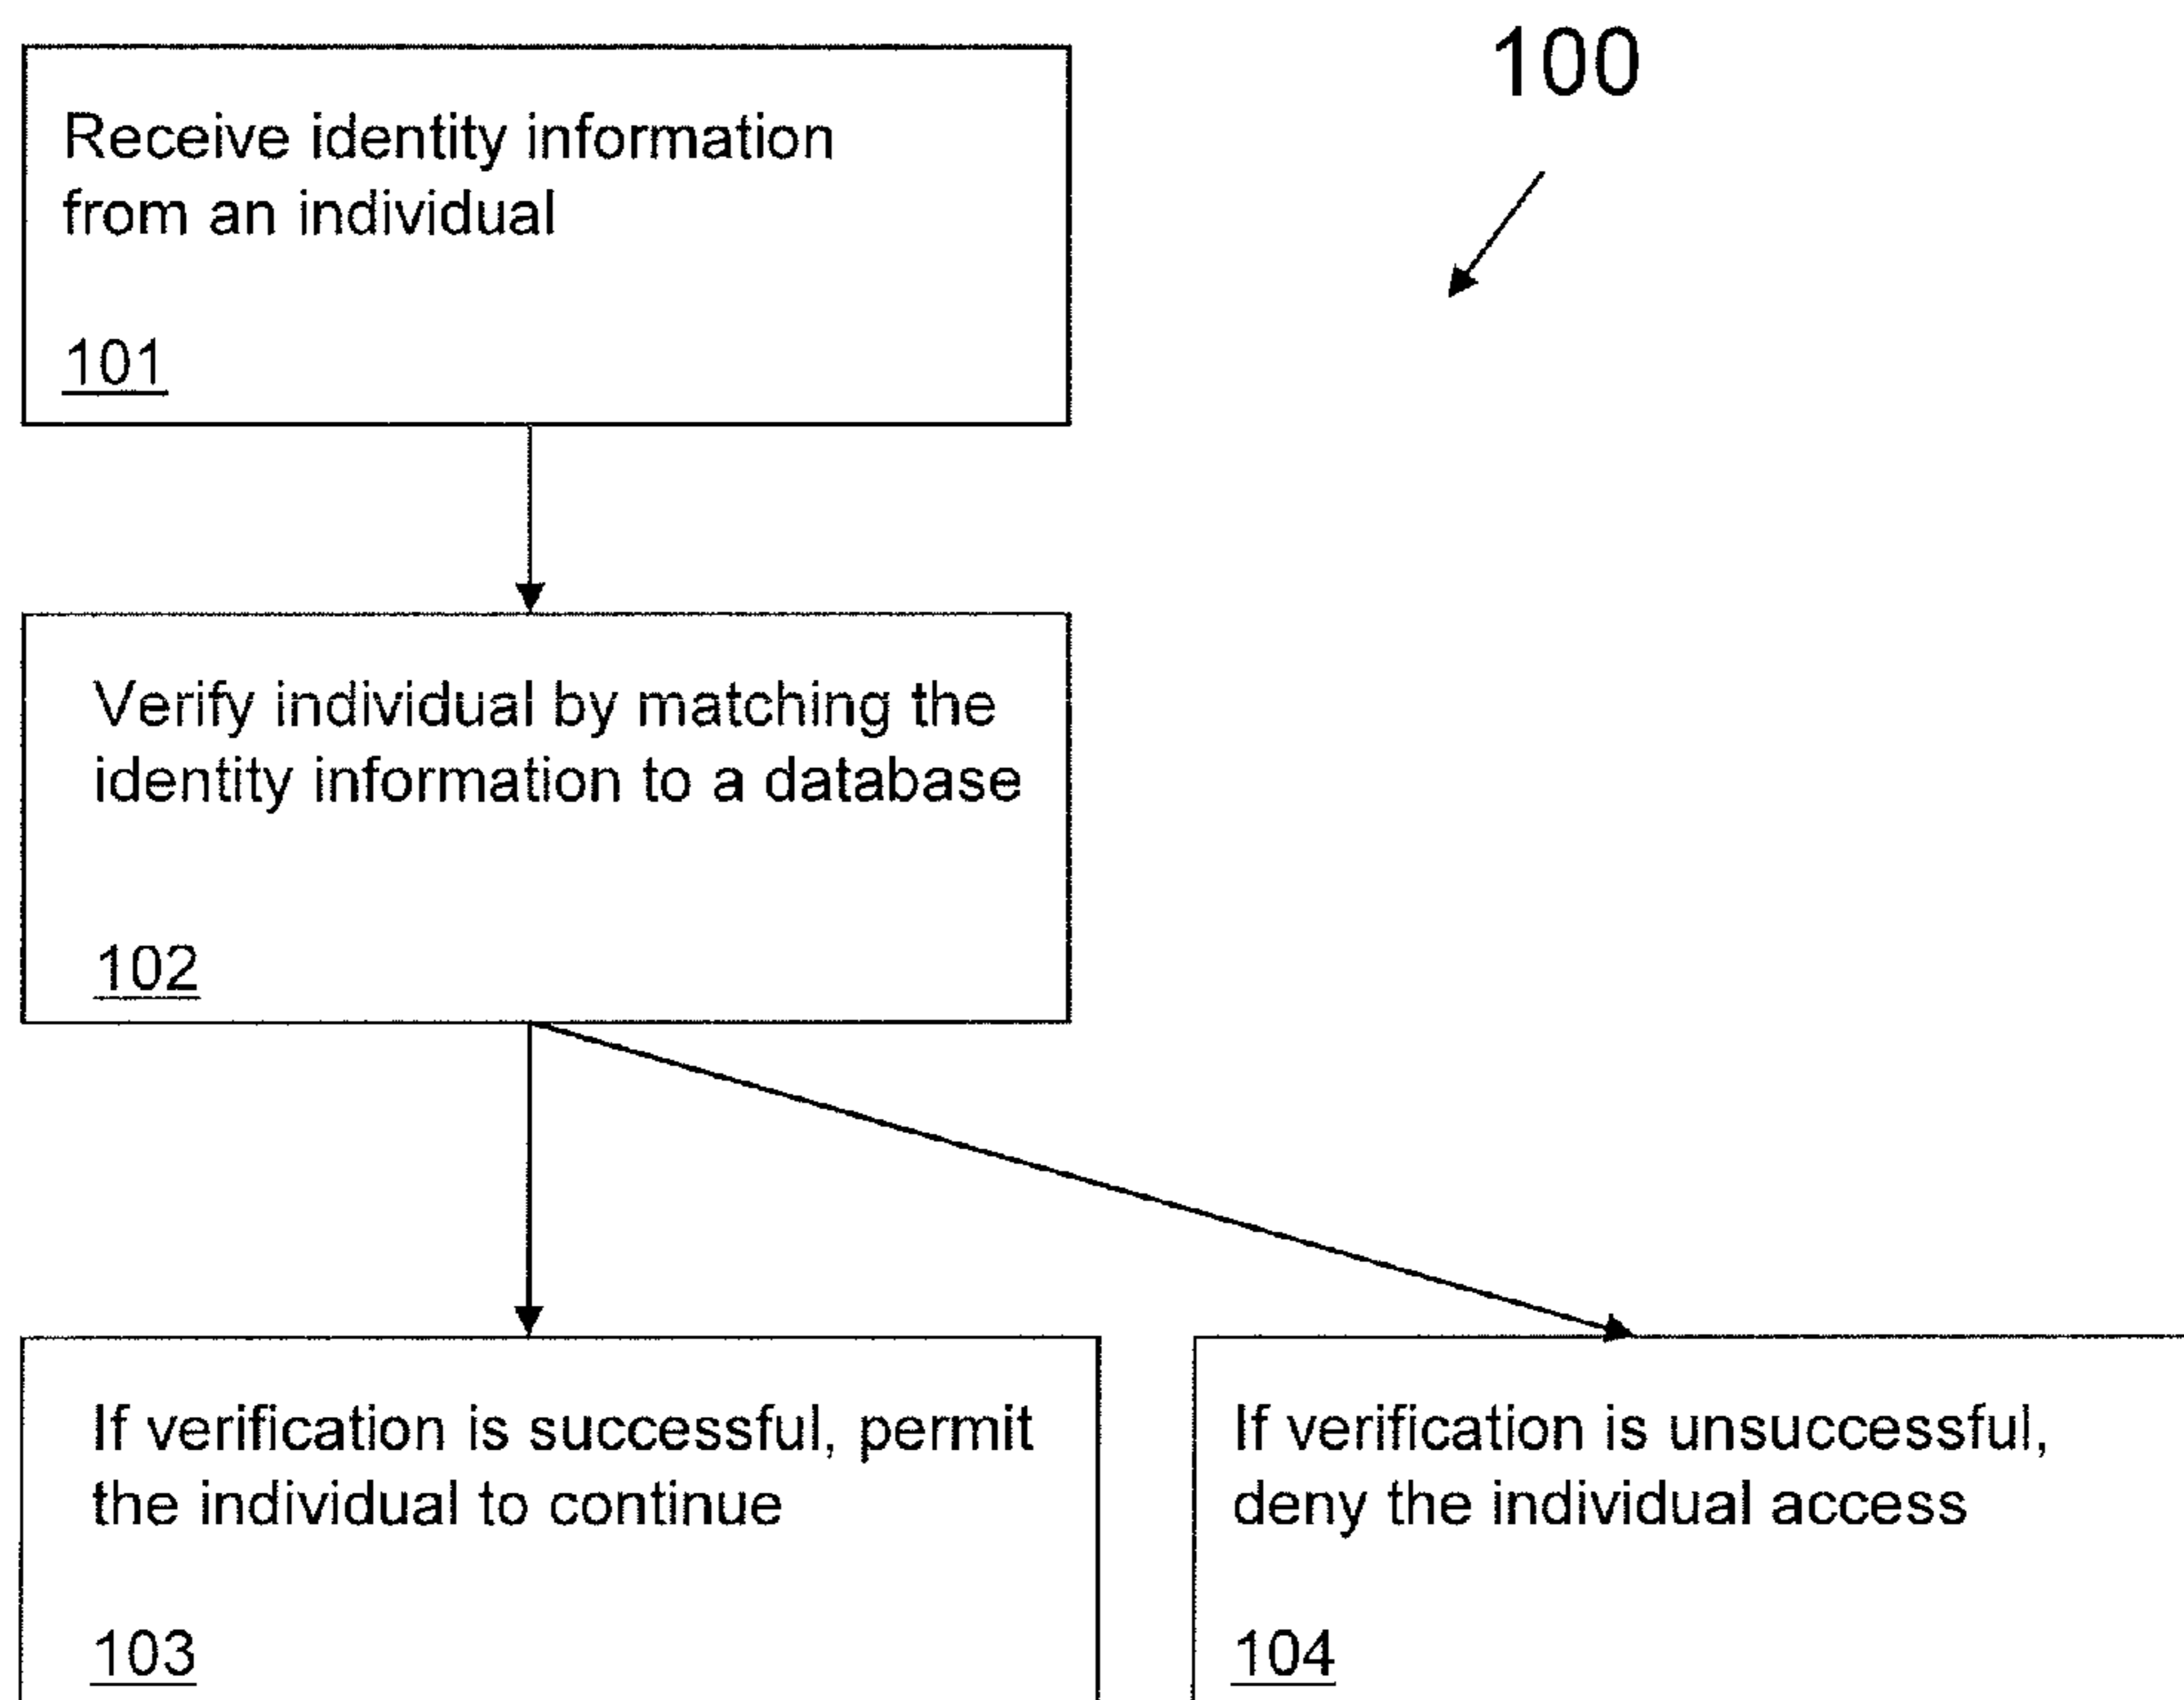 100
Receive identity information
from an individual
101
Verify individual by matching the
identity information to a database
102
If verification is successful, permit
the individual to continue
103
If verification is unsuccessful,
deny the individual access
104